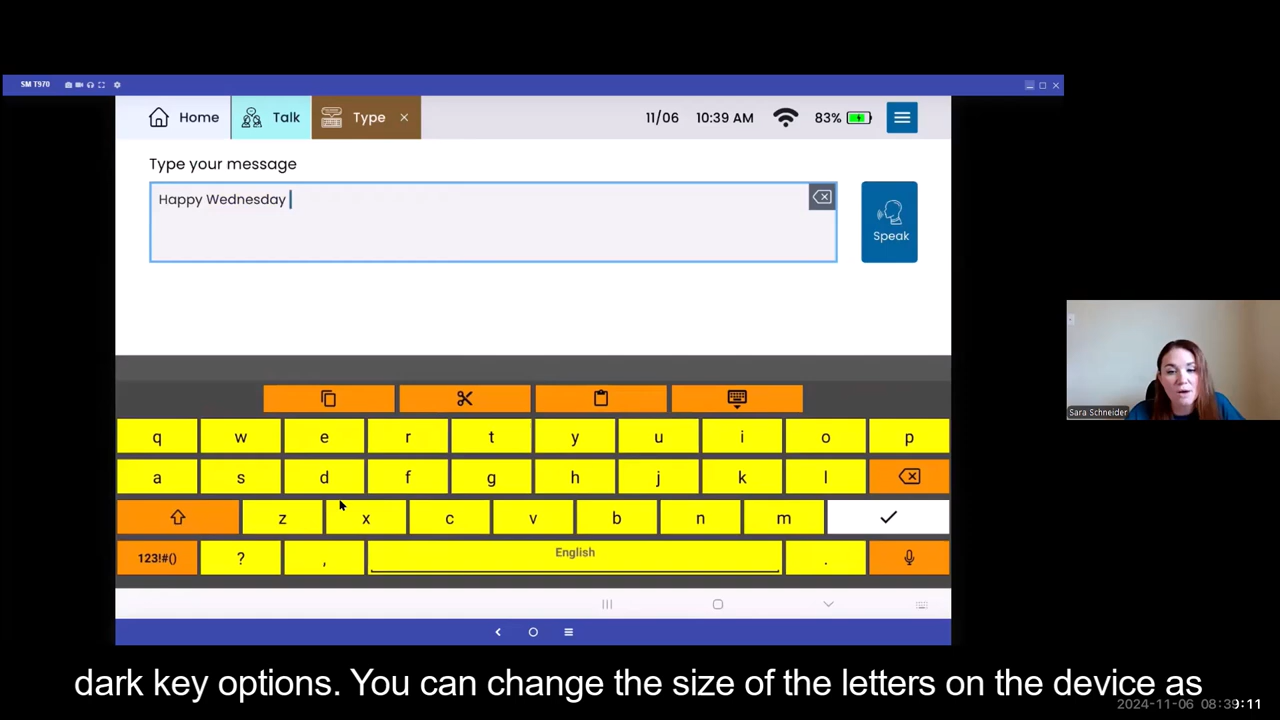 SM T970
Home
Talk
Type
11/06
10:39 AM
83%
Type your message
Happy Wednesday
Speak
q w e r t y u i o p
a s d f g h j k l
z x c v b n m
123!#() ? , English .
Sara Schneider
dark key options. You can change the size of the letters on the device as
2024-11-06 08:39:11